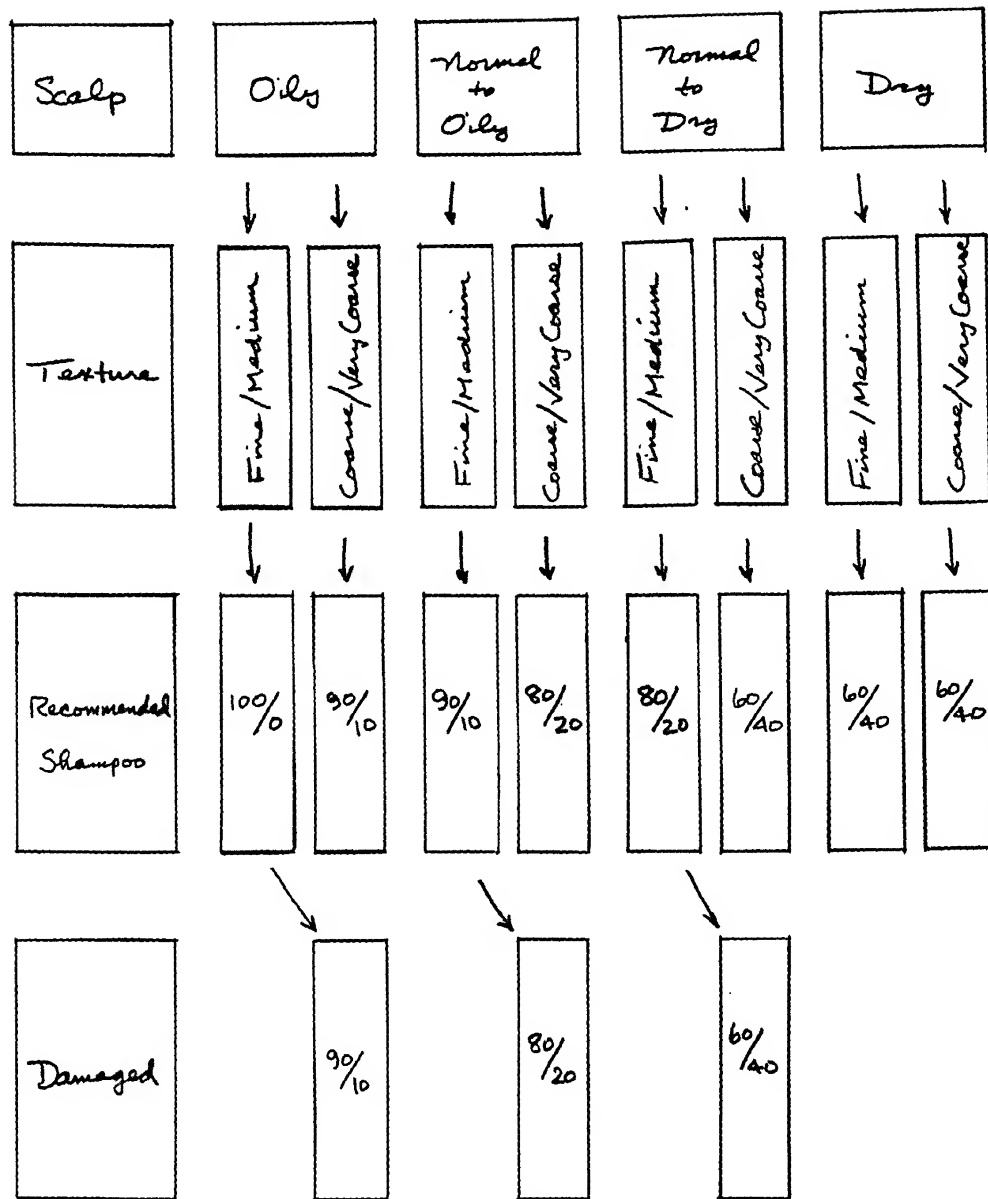 Scalp
Oily
Normal
to
Oily
Normal
to
Dry
Dry
Texture
Fine/Medium
Coarse/Very Coarse
Fine/Medium
Coarse/Very Coarse
Fine/Medium
Coarse/Very Coarse
Fine/Medium
Coarse/Very Coarse
Recommended
Shampoo
100/0
90/10
90/10
80/20
80/20
60/40
60/40
60/40
Damaged
90/10
80/20
60/40